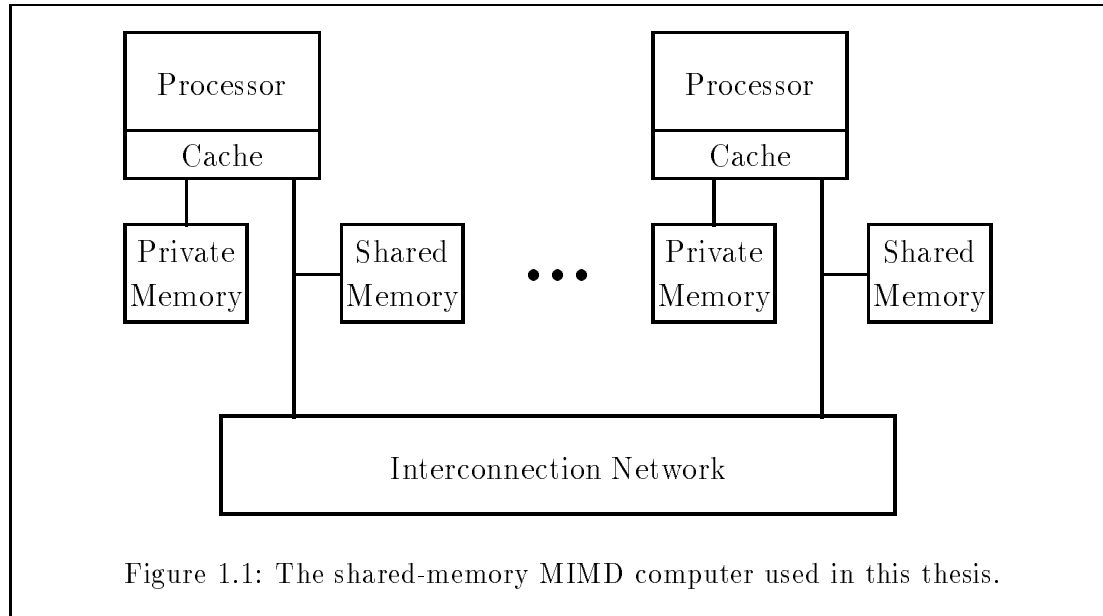 Processor
Cache
Private
Memory
Shared
Memory
Processor
Cache
Private
Memory
Shared
Memory
Interconnection Network
Figure 1.1: The shared-memory MIMD computer used in this thesis.